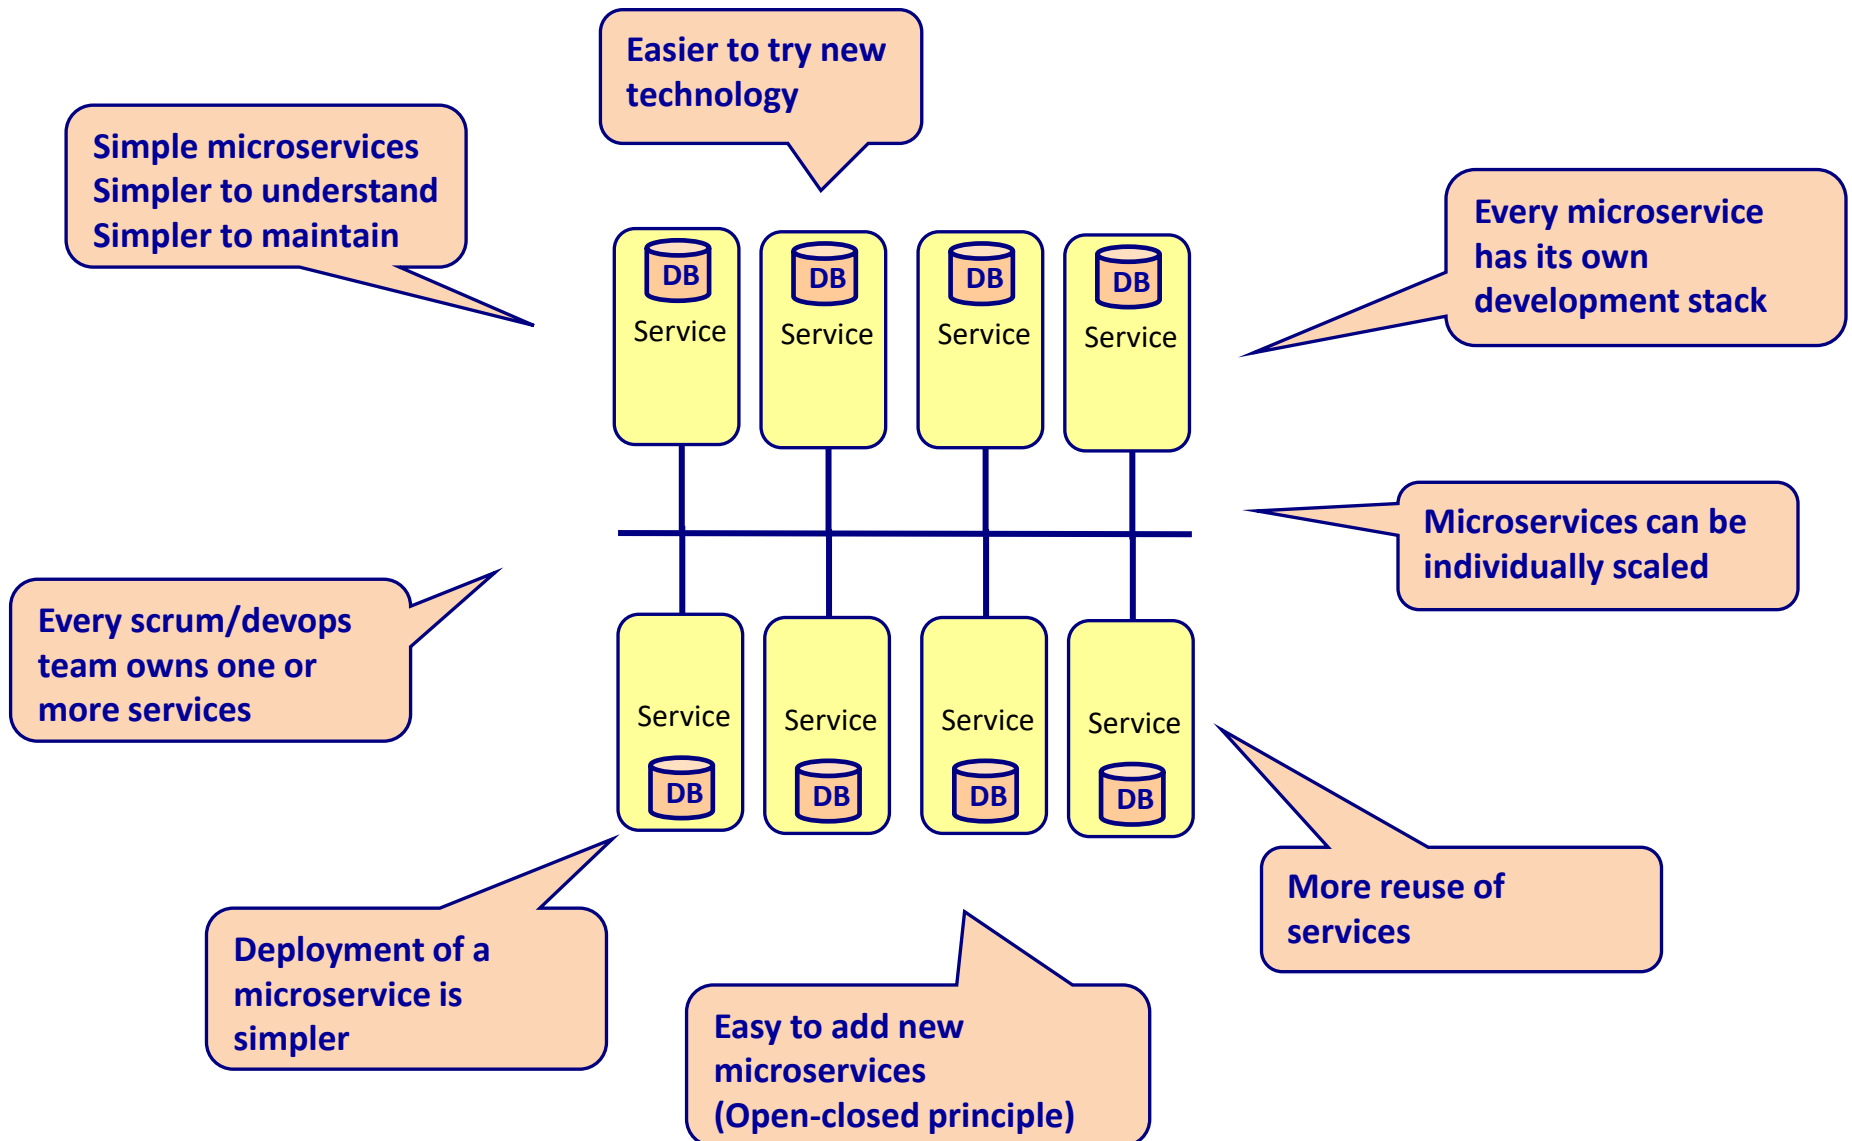 Easier to try new
technology
Simple microservices
Simpler to understand
Simpler to maintain
Every microservice
has its own
development stack
DB
Service
DB
Service
DB
Service
DB
Service
Microservices can be
individually scaled
Every scrum/devops
team owns one or
more services
Service
DB
Service
DB
Service
DB
Service
DB
More reuse of
services
Deployment of a
microservice is
simpler
Easy to add new
microservices
(Open-closed principle)